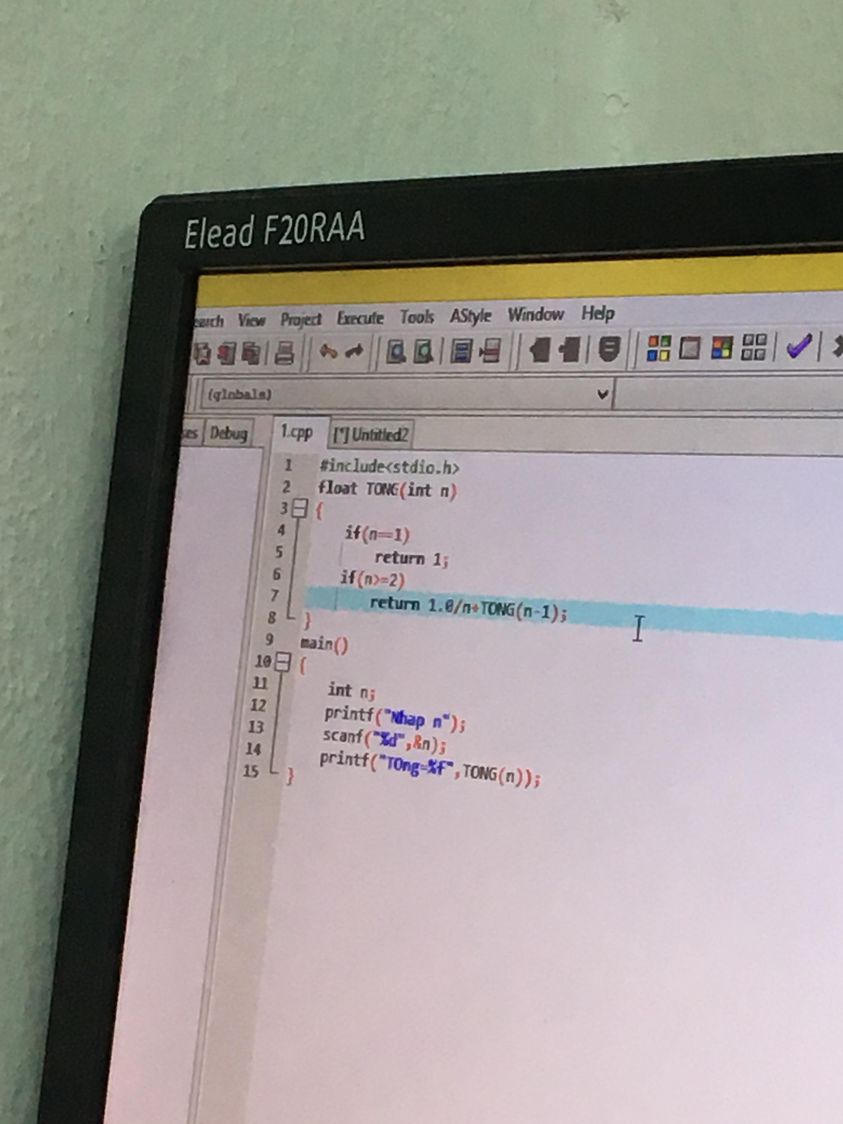 Elead F20RAA
earch View Project Execute Tools AStyle Window Help
(globals)
es Debug 1.cpp [*] Untitled2
1 #include<stdio.h>
2 float TONG(int n)
3 {
4 if(n==1)
5 return 1;
6 if(n>=2)
7 return 1.0/n+TONG(n-1);
8 }
9 main()
10 {
11 int n;
12 printf("Nhap n");
13 scanf("%d",&n);
14 printf("TOng=%f",TONG(n));
15 }